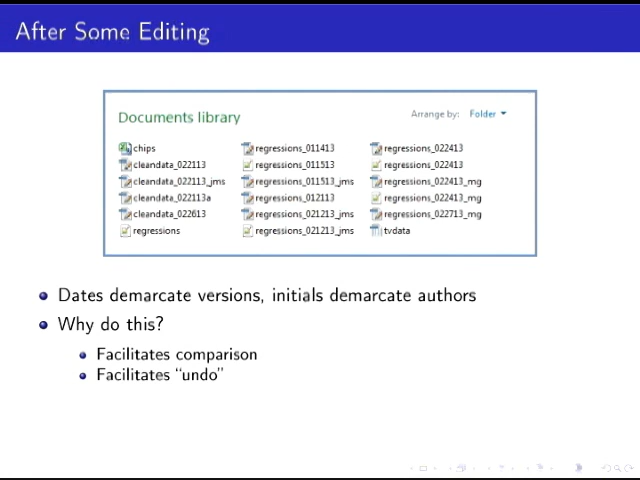 After Some Editing
Documents library
Arrange by: Folder
chips
cleandata_022113
cleandata_022113_jms
cleandata_022113a
cleandata_022613
regressions
regressions_011413
regressions_011513
regressions_011513_jms
regressions_012113
regressions_021213_jms
regressions_021213_jms
regressions_022413
regressions_022413
regressions_022413_mg
regressions_022413_mg
regressions_022713_mg
tvdata
Dates demarcate versions, initials demarcate authors
Why do this?
Facilitates comparison
Facilitates “undo”